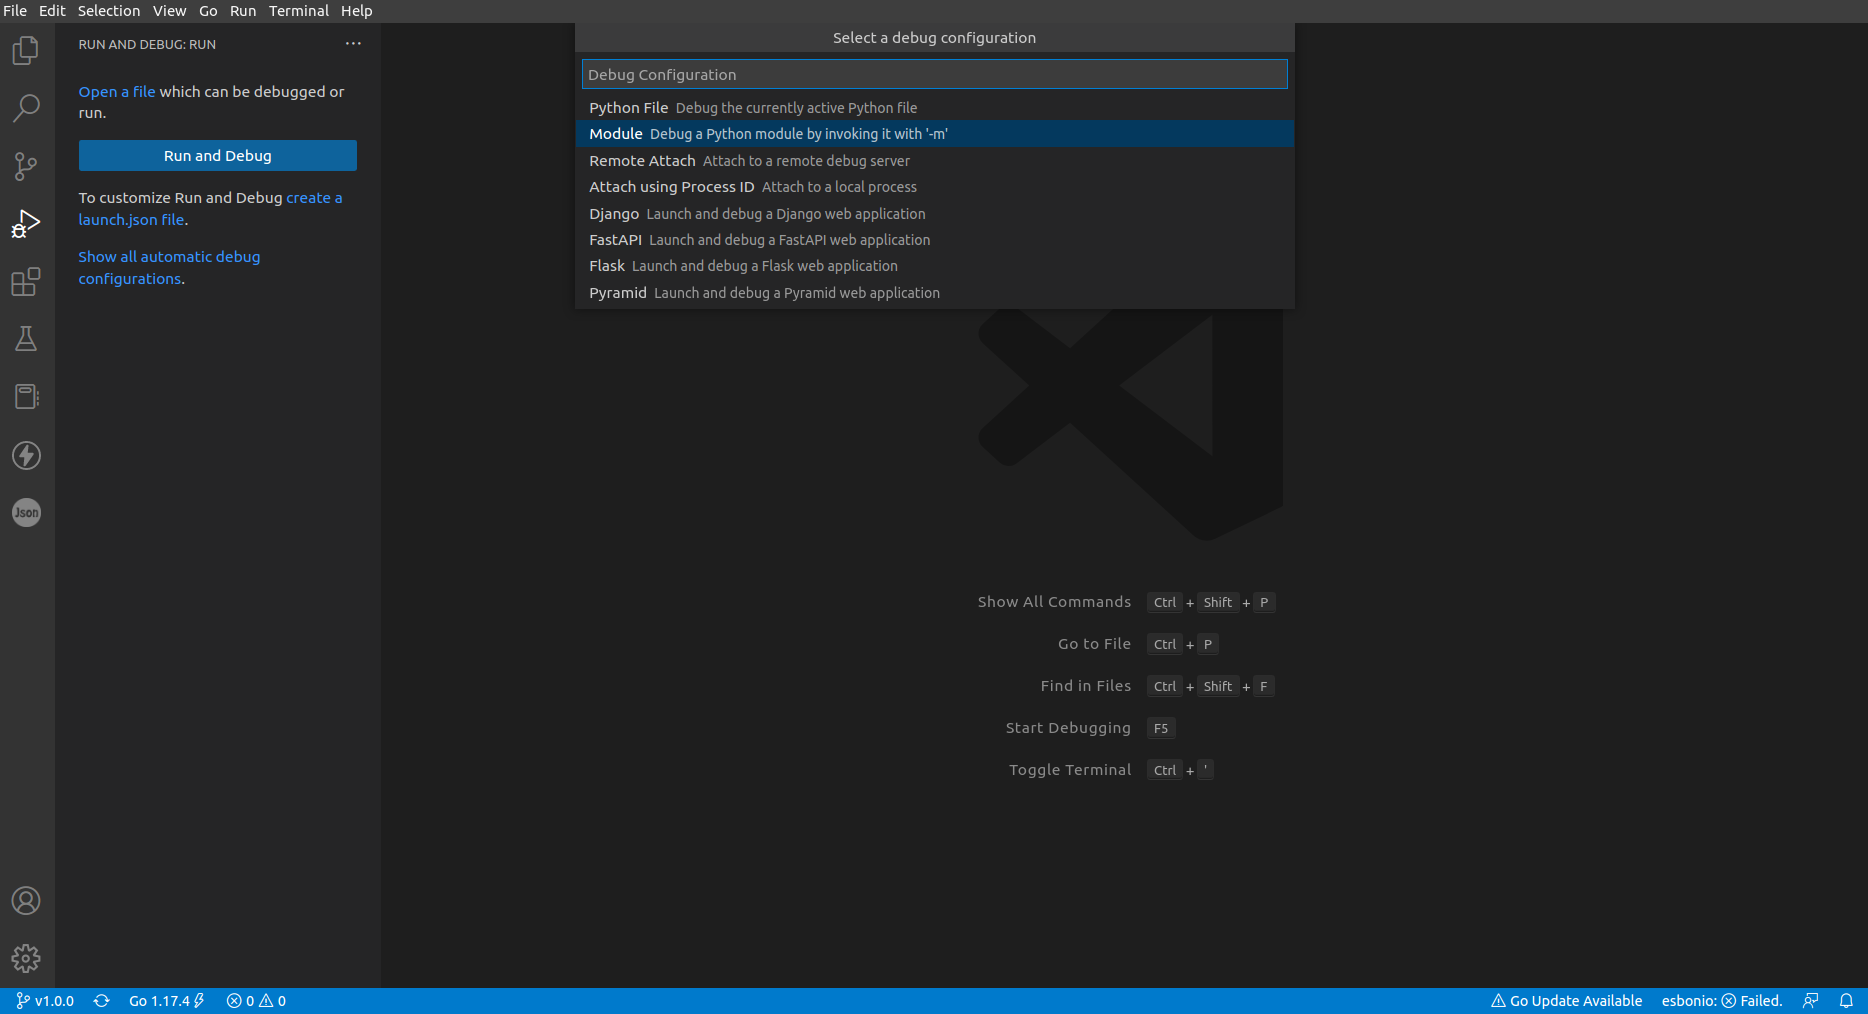 File Edit Selection View Go Run Terminal Help
RUN AND DEBUG: RUN
Open a file which can be debugged or
run.
Run and Debug
To customize Run and Debug create a
launch.json file.
Show all automatic debug
configurations.
Json
Select a debug configuration
Debug Configuration
Python File Debug the currently active Python file
Module Debug a Python module by invoking it with '-m'
Remote Attach Attach to a remote debug server
Attach using Process ID Attach to a local process
Django Launch and debug a Django web application
FastAPI Launch and debug a FastAPI web application
Flask Launch and debug a Flask web application
Pyramid Launch and debug a Pyramid web application
Show All Commands Ctrl + Shift + P
Go to File Ctrl + P
Find in Files Ctrl + Shift + F
Start Debugging F5
Toggle Terminal Ctrl + '
v1.0.0 Go 1.17.4 0 0 Go Update Available esbonio: Failed.